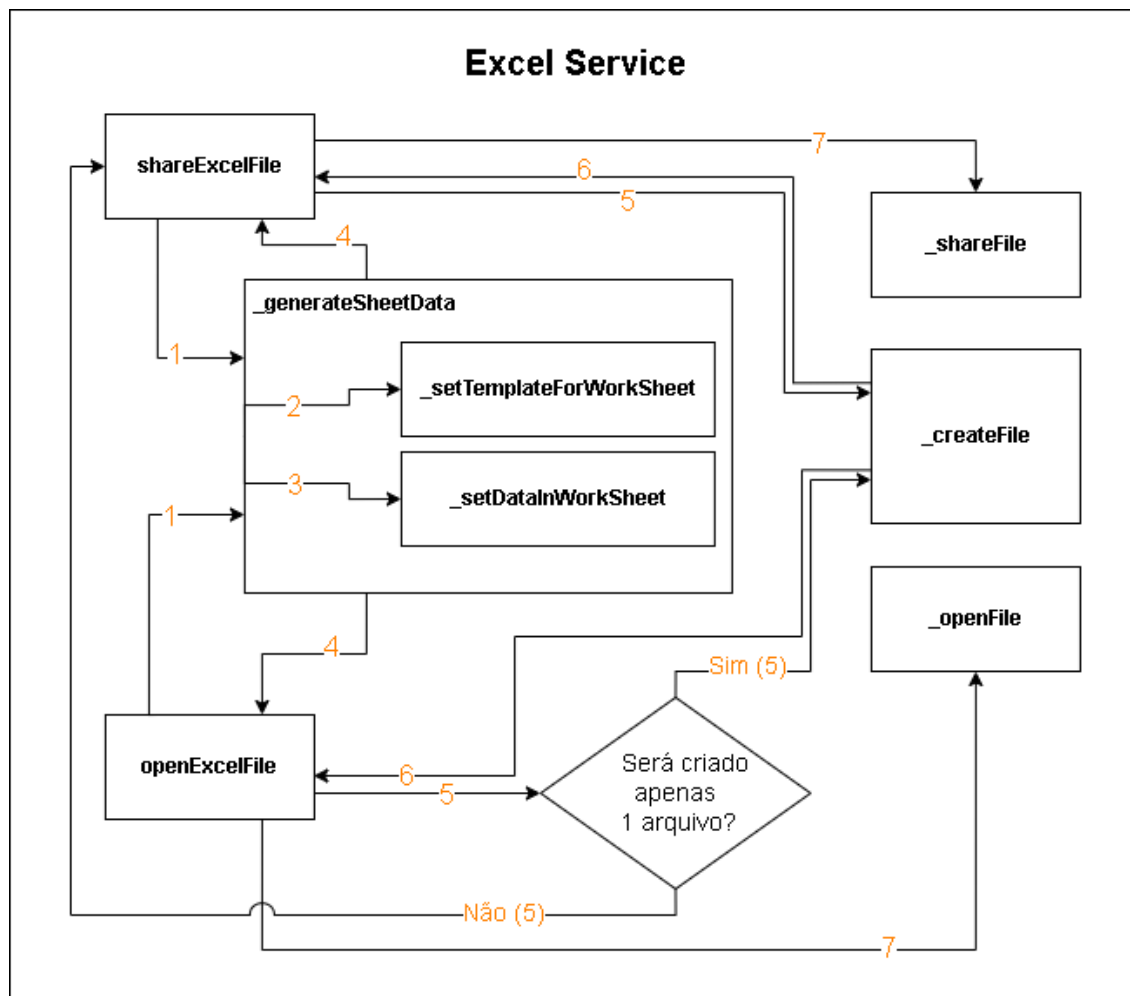 Excel Service
shareExcelFile
7
6
5
_shareFile
4
_generateSheetData
1
_setTemplateForWorkSheet
2
_createFile
3
_setDataInWorkSheet
1
_openFile
4
Sim (5)
openExcelFile
6
5
Será criado
apenas
1 arquivo?
Não (5)
7